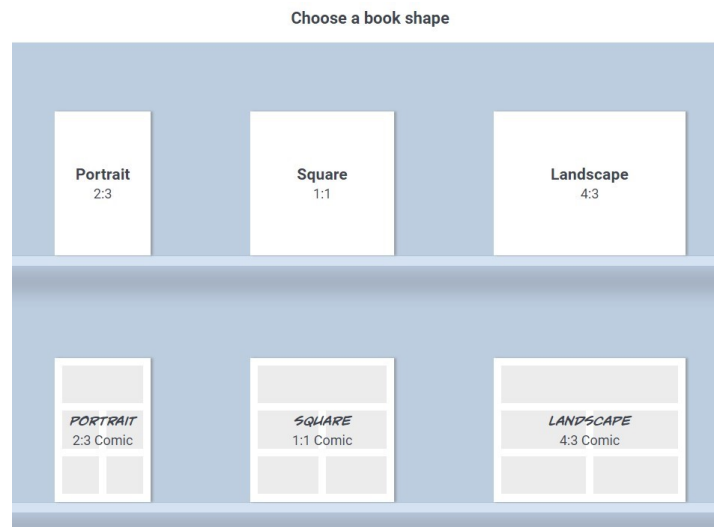 Choose a book shape
Portrait
2:3
Square
1:1
Landscape
4:3
PORTRAIT
2:3 Comic
SQUARE
1:1 Comic
LANDSCAPE
4:3 Comic